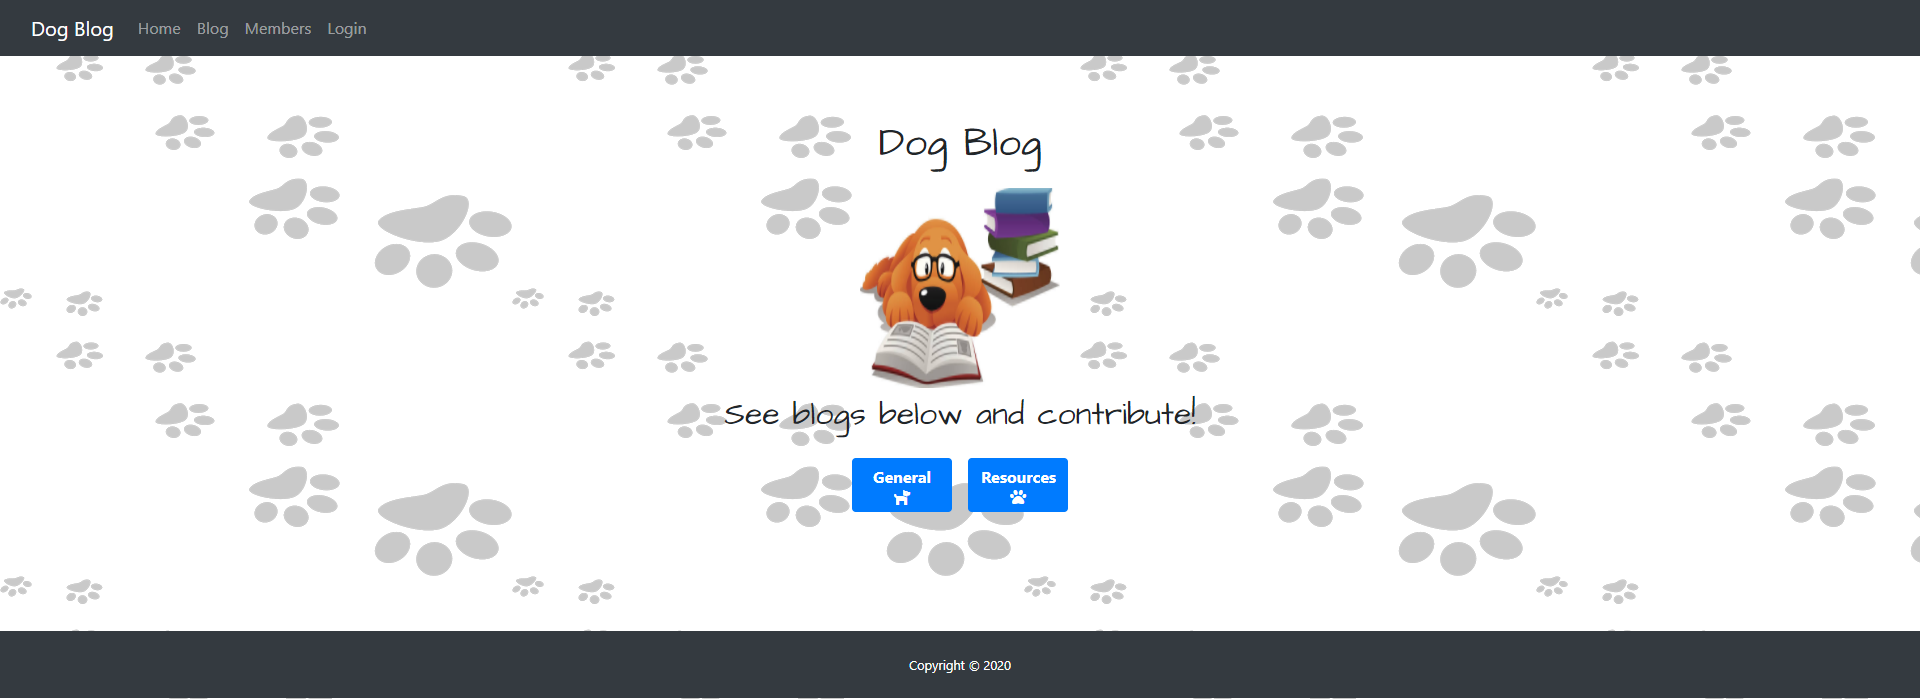 Dog Blog Home Blog Members Login
Dog Blog
See blogs below and contribute!
General Resources
Copyright © 2020